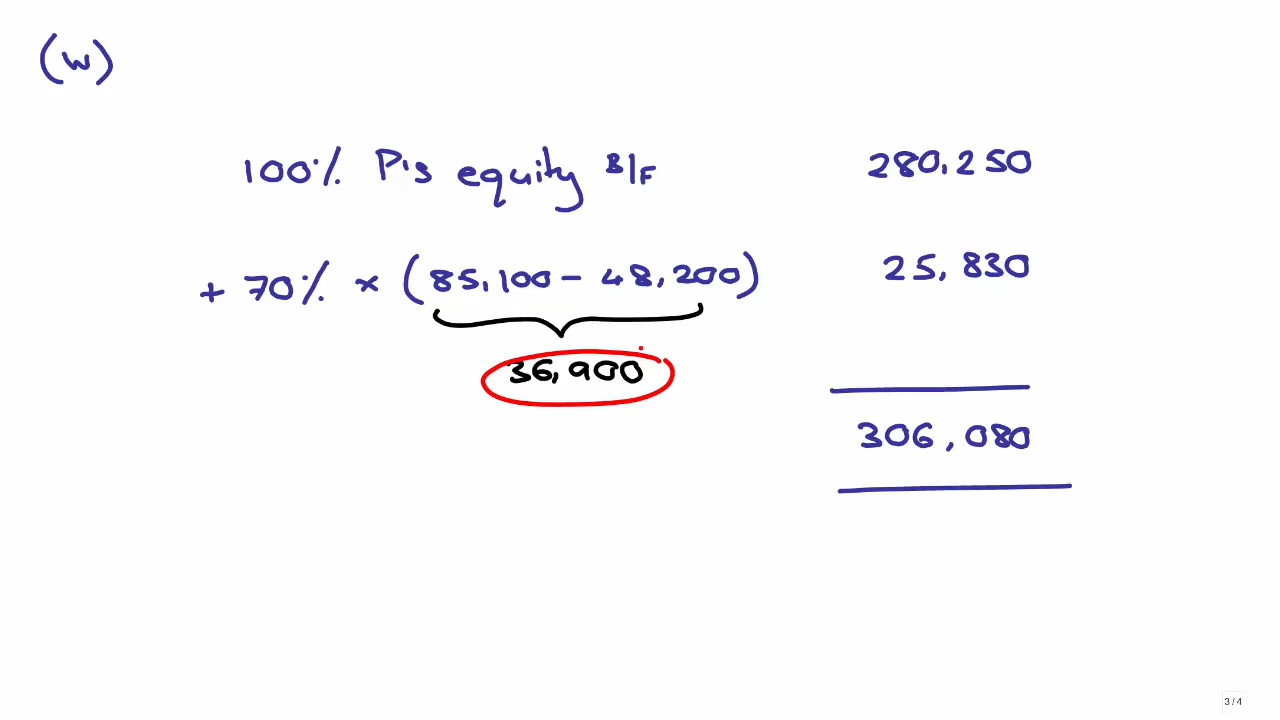 (W)
100% P's equity B/F 280,250
+ 70% × (85,100 – 48,200) 25,830
36,900
306,080
3 / 4